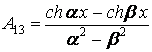 A₁₃ = (ch αx − ch βx) / (α² − β²)